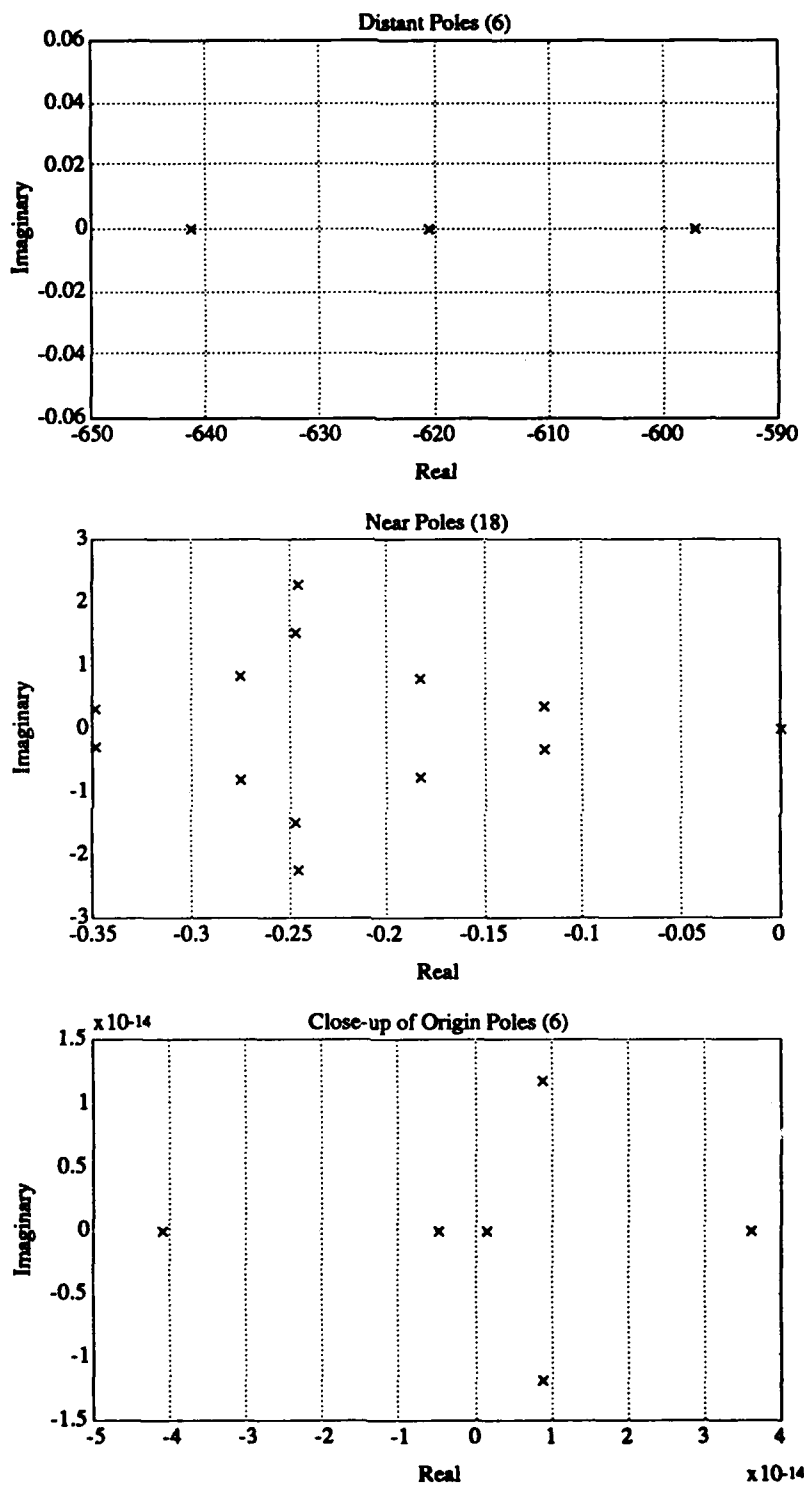 Distant Poles (6)
0.06
0.04
0.02
0
-0.02
-0.04
-0.06
Imaginary
-650 -640 -630 -620 -610 -600 -590
Real
Near Poles (18)
3
2
1
0
-1
-2
-3
Imaginary
-0.35 -0.3 -0.25 -0.2 -0.15 -0.1 -0.05 0
Real
x10-14
Close-up of Origin Poles (6)
1.5
1
0.5
0
-0.5
-1
-1.5
Imaginary
-5 -4 -3 -2 -1 0 1 2 3 4
Real
x10-14